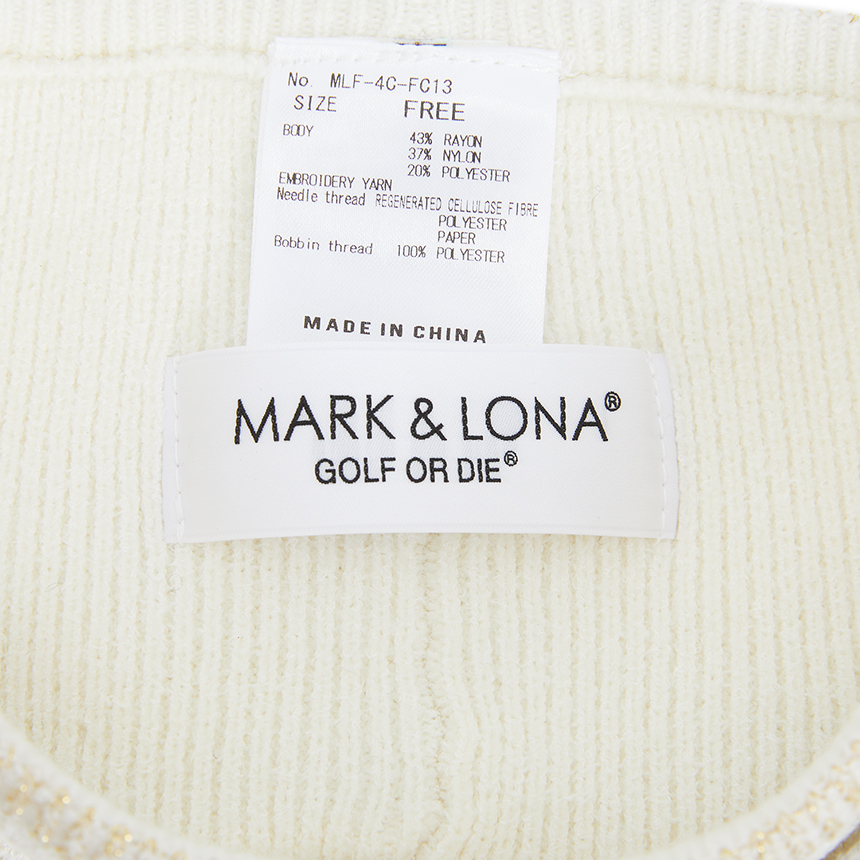 No. MLF-4C-FC13
SIZE FREE
BODY 43% RAYON
37% NYLON
20% POLYESTER
EMBROIDERY YARN
Needle thread REGENERATED CELLULOSE FIBRE
POLYESTER
PAPER
Bobbin thread 100% POLYESTER
MADE IN CHINA
MARK & LONA®
GOLF OR DIE®